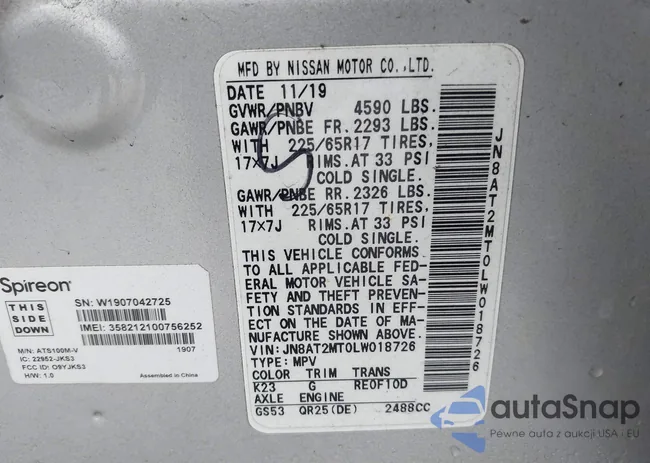 MFD BY NISSAN MOTOR CO.,LTD.
DATE 11/19
GVWR/PNBV 4590 LBS.
GAWR/PNBE FR. 2293 LBS.
WITH 225/65R17 TIRES,
17x7J RIMS.AT 33 PSI
COLD SINGLE.
GAWR/PNBE RR. 2326 LBS.
WITH 225/65R17 TIRES,
17x7J RIMS.AT 33 PSI
COLD SINGLE.
THIS VEHICLE CONFORMS
TO ALL APPLICABLE FED-
ERAL MOTOR VEHICLE SA-
FETY AND THEFT PREVEN-
TION STANDARDS IN EFF-
ECT ON THE DATE OF MA-
NUFACTURE SHOWN ABOVE.
VIN: JN8AT2MT0LW018726
TYPE: MPV
COLOR TRIM TRANS
K23 G RE0F10D
AXLE ENGINE
GS53 QR25(DE) 2488CC
JN8AT2MT0LW018726
Spireon
THIS SIDE DOWN
SN: W1907042725
IMEI: 358212100756252
M/N: ATS100M-V 1907
IC: 22952-JKS3
FCC ID: O9YJKS3
H/W: 1.0 Assembled in China
autoSnap
Pewne auta z aukcji USA i EU